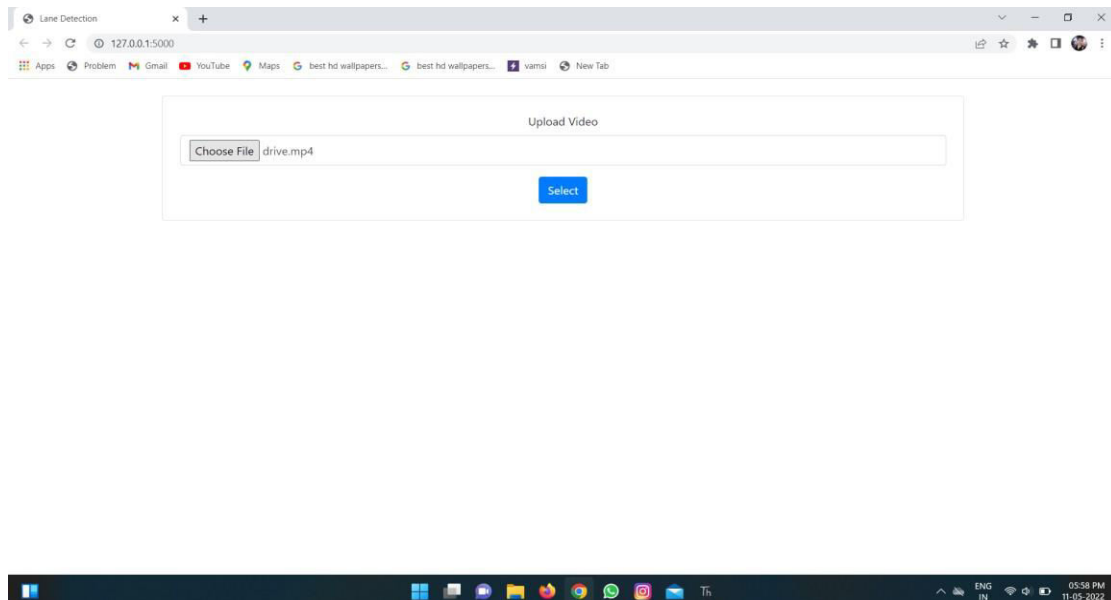 Lane Detection
127.0.0.1:5000
Apps Problem Gmail YouTube Maps best hd wallpapers... best hd wallpapers... vamsi New Tab
Upload Video
Choose File drive.mp4
Select
Th
ENG
IN
05:58 PM
11-05-2022